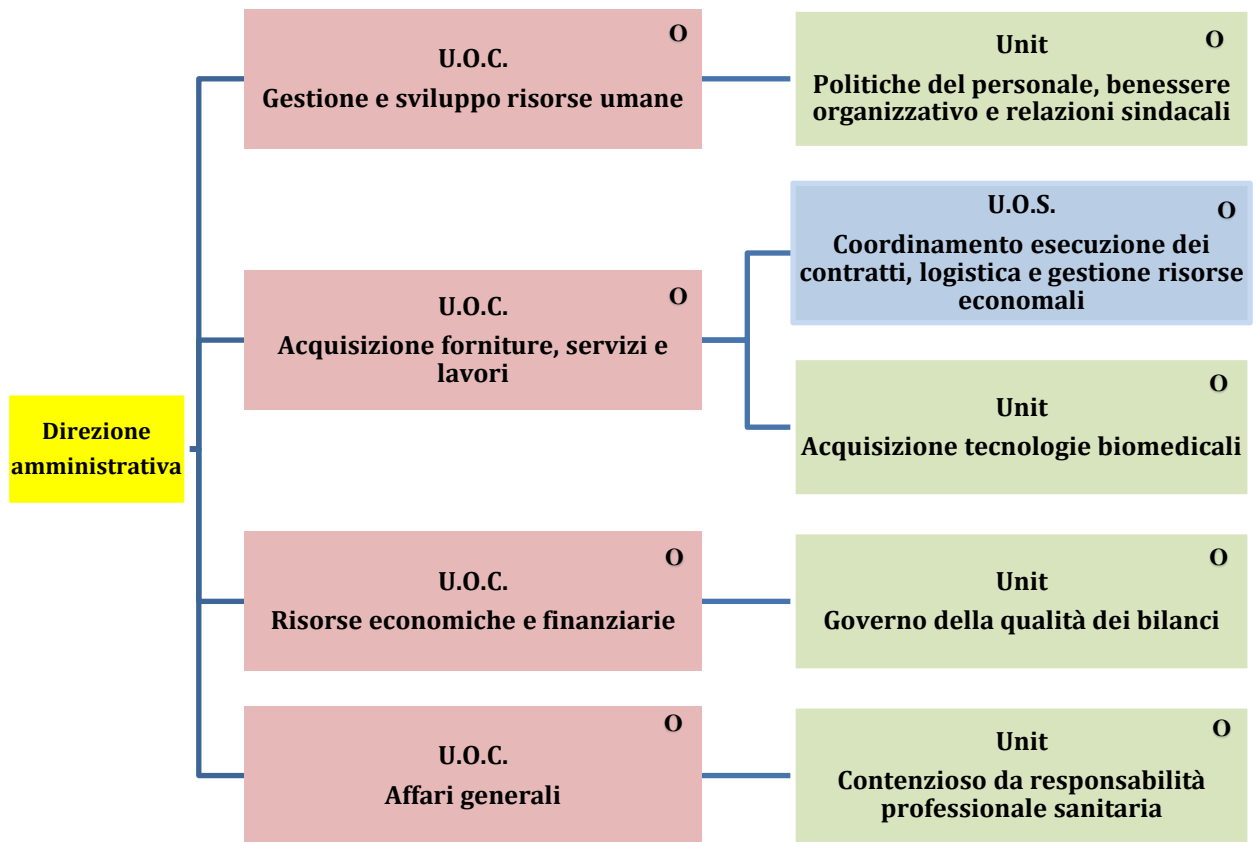 O
U.O.C.
Gestione e sviluppo risorse umane
O
Unit
Politiche del personale, benessere
organizzativo e relazioni sindacali
O
U.O.S.
Coordinamento esecuzione dei
contratti, logistica e gestione risorse
economali
O
U.O.C.
Acquisizione forniture, servizi e
lavori
O
Unit
Acquisizione tecnologie biomedicali
Direzione
amministrativa
O
U.O.C.
Risorse economiche e finanziarie
O
Unit
Governo della qualità dei bilanci
O
U.O.C.
Affari generali
O
Unit
Contenzioso da responsabilità
professionale sanitaria